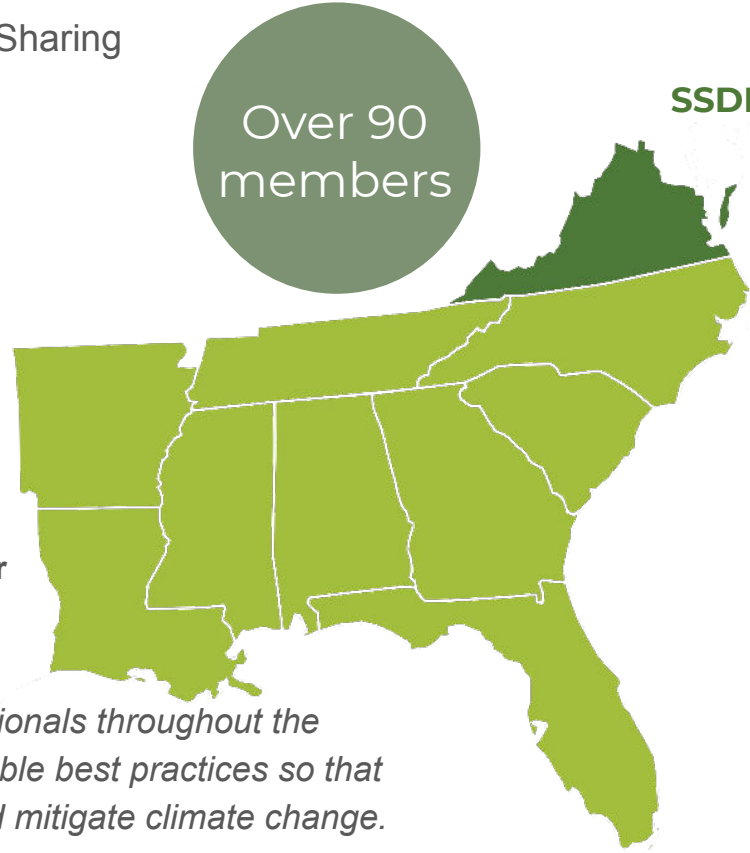 Sharing
Over 90
members
SSD
r
ionals throughout the
ble best practices so that
d mitigate climate change.